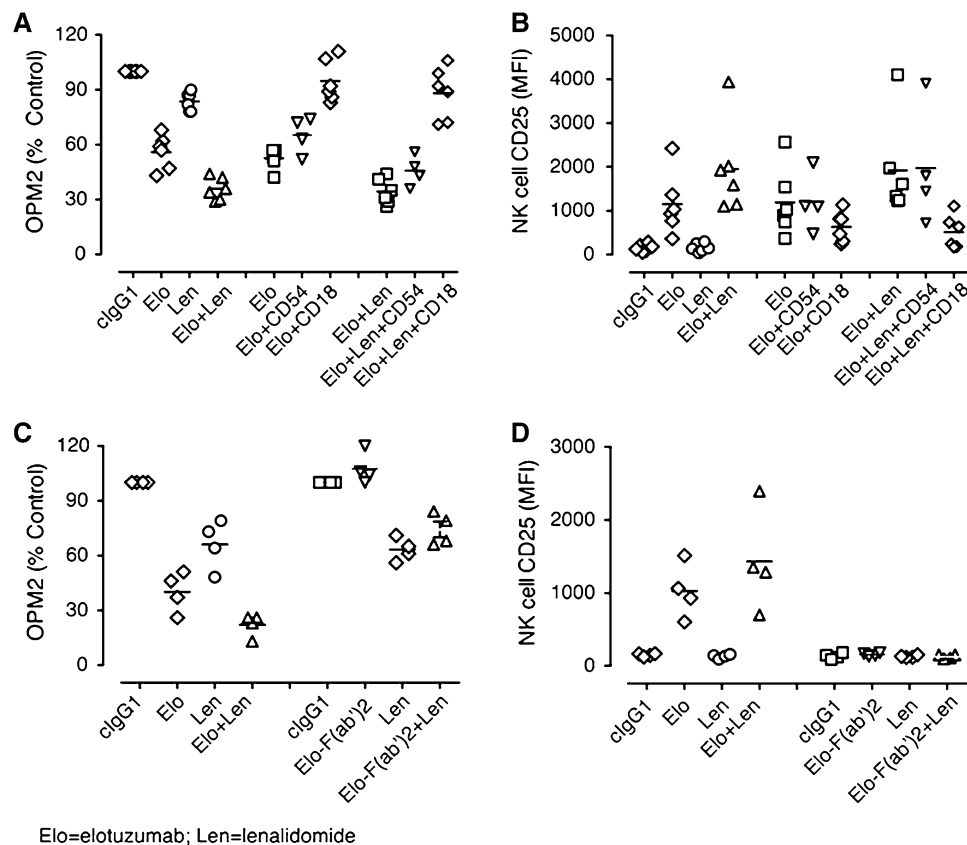 A
OPM2 (% Control)
120
90
60
30
0
cIgG1
Elo
Len
Elo+Len
Elo
Elo+CD54
Elo+CD18
Elo+Len
Elo+Len+CD54
Elo+Len+CD18
B
NK cell CD25 (MFI)
5000
4000
3000
2000
1000
0
cIgG1
Elo
Len
Elo+Len
Elo
Elo+CD54
Elo+CD18
Elo+Len
Elo+Len+CD54
Elo+Len+CD18
C
OPM2 (% Control)
120
90
60
30
0
cIgG1
Elo
Len
Elo+Len
cIgG1
Elo-F(ab')2
Len
Elo-F(ab')2+Len
D
NK cell CD25 (MFI)
3000
2000
1000
0
cIgG1
Elo
Len
Elo+Len
cIgG1
Elo-F(ab')2
Len
Elo-F(ab')2+Len
Elo=elotuzumab; Len=lenalidomide